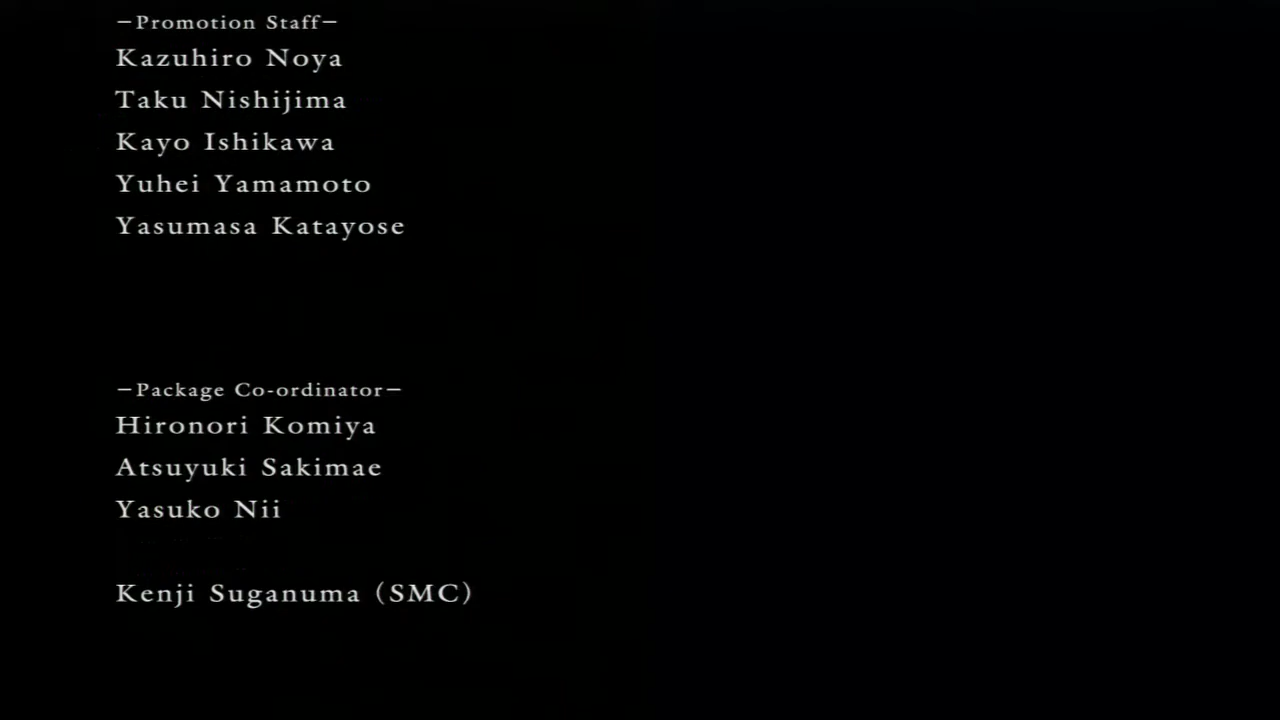 －Promotion Staff－
Kazuhiro Noya
Taku Nishijima
Kayo Ishikawa
Yuhei Yamamoto
Yasumasa Katayose
－Package Co-ordinator－
Hironori Komiya
Atsuyuki Sakimae
Yasuko Nii
Kenji Suganuma（SMC）